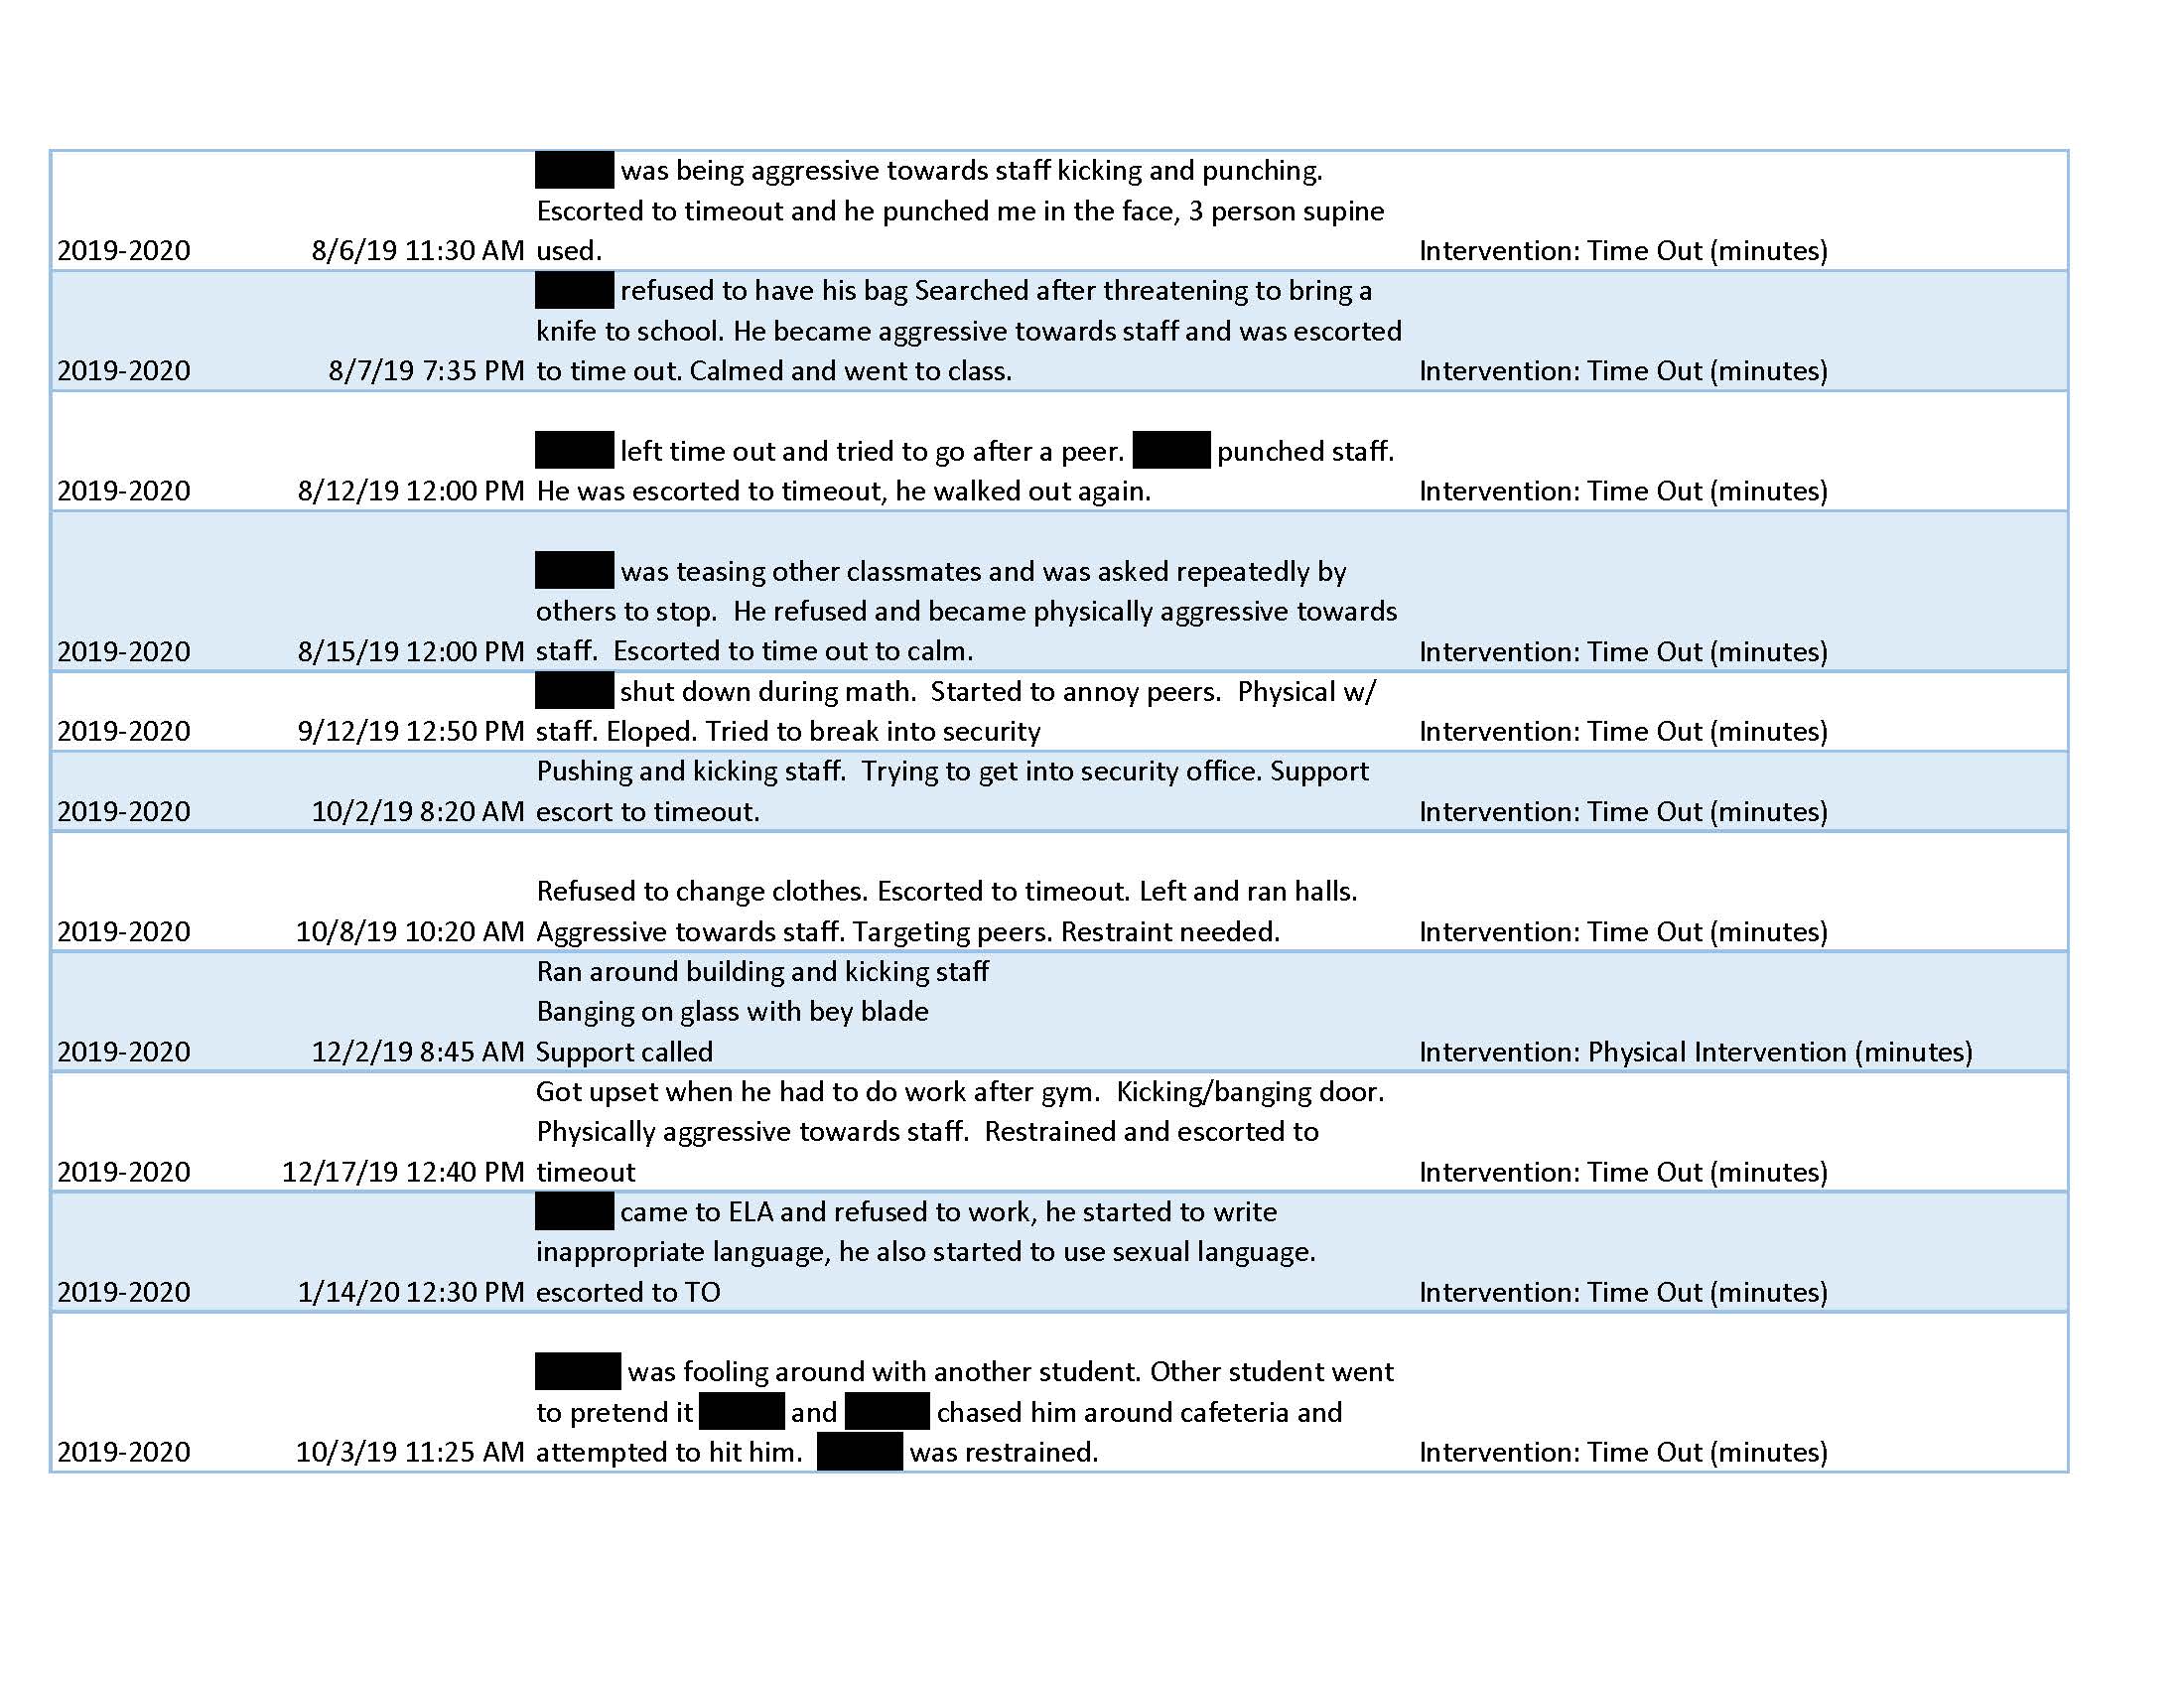 was being aggressive towards staff kicking and punching.
Escorted to timeout and he punched me in the face, 3 person supine
2019-2020 8/6/19 11:30 AM used. Intervention: Time Out (minutes)
refused to have his bag Searched after threatening to bring a
knife to school. He became aggressive towards staff and was escorted
2019-2020 8/7/19 7:35 PM to time out. Calmed and went to class. Intervention: Time Out (minutes)
left time out and tried to go after a peer. punched staff.
2019-2020 8/12/19 12:00 PM He was escorted to timeout, he walked out again. Intervention: Time Out (minutes)
was teasing other classmates and was asked repeatedly by
others to stop.  He refused and became physically aggressive towards
2019-2020 8/15/19 12:00 PM staff.  Escorted to time out to calm. Intervention: Time Out (minutes)
shut down during math.  Started to annoy peers.  Physical w/
2019-2020 9/12/19 12:50 PM staff. Eloped. Tried to break into security Intervention: Time Out (minutes)
Pushing and kicking staff.  Trying to get into security office. Support
2019-2020 10/2/19 8:20 AM escort to timeout. Intervention: Time Out (minutes)
Refused to change clothes. Escorted to timeout. Left and ran halls.
2019-2020 10/8/19 10:20 AM Aggressive towards staff. Targeting peers. Restraint needed. Intervention: Time Out (minutes)
Ran around building and kicking staff
Banging on glass with bey blade
2019-2020 12/2/19 8:45 AM Support called Intervention: Physical Intervention (minutes)
Got upset when he had to do work after gym.  Kicking/banging door.
Physically aggressive towards staff.  Restrained and escorted to
2019-2020 12/17/19 12:40 PM timeout Intervention: Time Out (minutes)
came to ELA and refused to work, he started to write
inappropriate language, he also started to use sexual language.
2019-2020 1/14/20 12:30 PM escorted to TO Intervention: Time Out (minutes)
was fooling around with another student. Other student went
to pretend it and chased him around cafeteria and
2019-2020 10/3/19 11:25 AM attempted to hit him. was restrained. Intervention: Time Out (minutes)